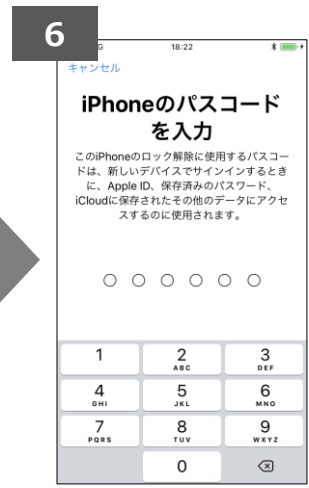 6
G 18:22
キャンセル
iPhoneのパスコード
を入力
このiPhoneのロック解除に使用するパスコー
ドは、新しいデバイスでサインインするとき
に、Apple ID、保存済みのパスワード、
iCloudに保存されたその他のデータにアクセ
スするのに使用されます。
1 2 3
ABC DEF
4 5 6
GHI JKL MNO
7 8 9
PQRS TUV WXYZ
0